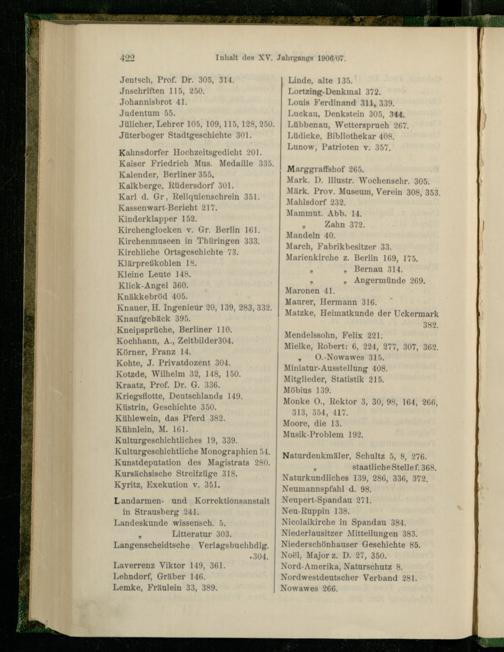 422
Inhalt des XV. Jahrgangs 1906/07.
Jentsch, Prof. Dr. 305, 314.
Jnschriften 115, 250.
Johannisbrot 41.
Judentum 55.
Jülicher, Lehrer 105, 109, 115, 128, 250.
Jüterboger Stadtgeschichte 301.
Kahnsdorfer Hochzeitsgedicht 201.
Kaiser Friedrich Mus. Medaille 335.
Kalender, Berliner 355.
Kalkberge, Rüdersdorf 301.
Karl d. Gr., Reliquienschrein 351.
Kassenwart-Bericht 217.
Kinderklapper 152.
Kirchenglocken v. Gr. Berlin 161.
Kirchenmuseen in Thüringen 333.
Kirchliche Ortsgeschichte 73.
Klärpreßkohlen 18.
Kleine Leute 148.
Klick-Angel 360.
Knäkkebröd 405.
Knauer, H. Ingenieur 20, 139, 283, 332.
Knaufgebäck 395.
Kneipsprüche, Berliner 110.
Kochhann, A., Zeitbilder 304.
Körner, Franz 14.
Kohte, J. Privatdozent 304.
Kotzde, Wilhelm 32, 148, 150.
Kraatz, Prof. Dr. G. 336.
Kriegsflotte, Deutschlands 149.
Küstrin, Geschichte 350.
Kühlewein, das Pferd 382.
Kühnlein, M. 161.
Kulturgeschichtliches 19, 339.
Kulturgeschichtliche Monographien 54.
Kunstdeputation des Magistrats 280.
Kursächsische Streifzüge 318.
Kyritz, Exekution v. 351.
Landarmen- und Korrektionsanstalt
in Strausberg 241.
Landeskunde wissensch. 5.
„ Litteratur 303.
Langenscheidtsche Verlagsbuchhdlg.
304.
Laverrenz Viktor 149, 361.
Lehndorf, Gräber 146.
Lemke, Fräulein 33, 389.
Linde, alte 135.
Lortzing-Denkmal 372.
Louis Ferdinand 311, 339.
Luckau, Denkstein 305, 344.
Lübbenau, Wetterspruch 267.
Lüdicke, Bibliothekar 408.
Lunow, Patrioten v. 357.
Marggraffshof 265.
Mark. D. Illustr. Wochenschr. 305.
Märk. Prov. Museum, Verein 308, 353.
Mahlsdorf 232.
Mammut. Abb. 14.
„ Zahn 372.
Mandeln 40.
March, Fabrikbesitzer 33.
Marienkirche z. Berlin 169, 175.
„ „ Bernau 314.
„ „ Angermünde 269.
Maronen 41.
Maurer, Hermann 316.
Matzke, Heimatkunde der Uckermark
382.
Mendelssohn, Felix 221.
Mielke, Robert: 6, 224, 277, 307, 362.
„ O.-Nowawes 315.
Miniatur-Ausstellung 408.
Mitglieder, Statistik 215.
Möbius 139.
Monke O., Rektor 3, 30, 98, 164, 266,
313, 354, 417.
Moore, die 13.
Musik-Problem 192.
Naturdenkmäler, Schultz 5, 8, 276.
„ staatliche Stelle f. 368.
Naturkundliches 139, 286, 336, 372.
Neumannspfahl d. 98.
Neupert-Spandau 271.
Neu-Ruppin 138.
Nicolaikirche in Spandau 384.
Niederlausitzer Mitteilungen 383.
Niederschönhauser Geschichte 85.
Noël, Major z. D. 27, 350.
Nord-Amerika, Naturschutz 8.
Nordwestdeutscher Verband 281.
Nowawes 266.